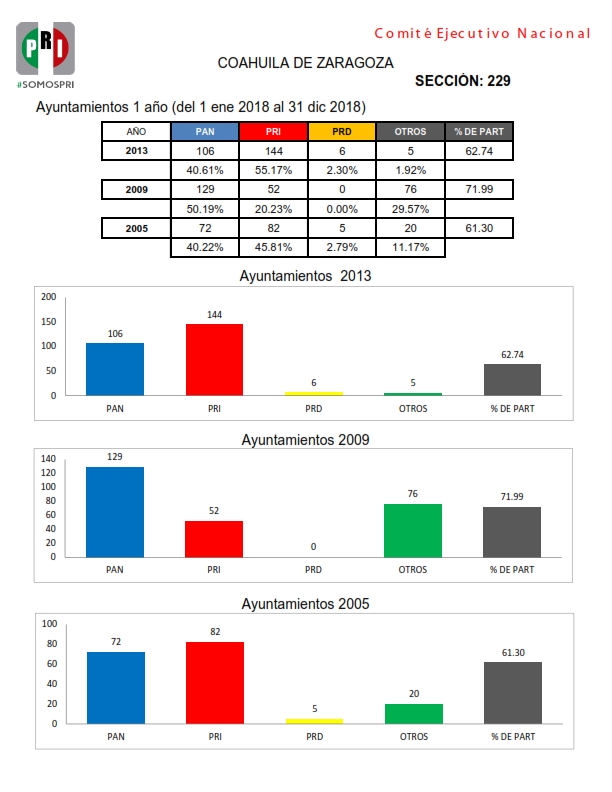 Comité Ejecutivo Nacional
PRI
#SOMOSPRI
COAHUILA DE ZARAGOZA
SECCIÓN: 229
Ayuntamientos 1 año (del 1 ene 2018 al 31 dic 2018)
AÑO PAN PRI PRD OTROS % DE PART
2013 106 144 6 5 62.74
40.61% 55.17% 2.30% 1.92%
2009 129 52 0 76 71.99
50.19% 20.23% 0.00% 29.57%
2005 72 82 5 20 61.30
40.22% 45.81% 2.79% 11.17%
Ayuntamientos 2013
200
150
100
50
0
106
144
6
5
62.74
PAN PRI PRD OTROS % DE PART
Ayuntamientos 2009
140
120
100
80
60
40
20
0
129
52
0
76
71.99
PAN PRI PRD OTROS % DE PART
Ayuntamientos 2005
100
80
60
40
20
0
72
82
5
20
61.30
PAN PRI PRD OTROS % DE PART